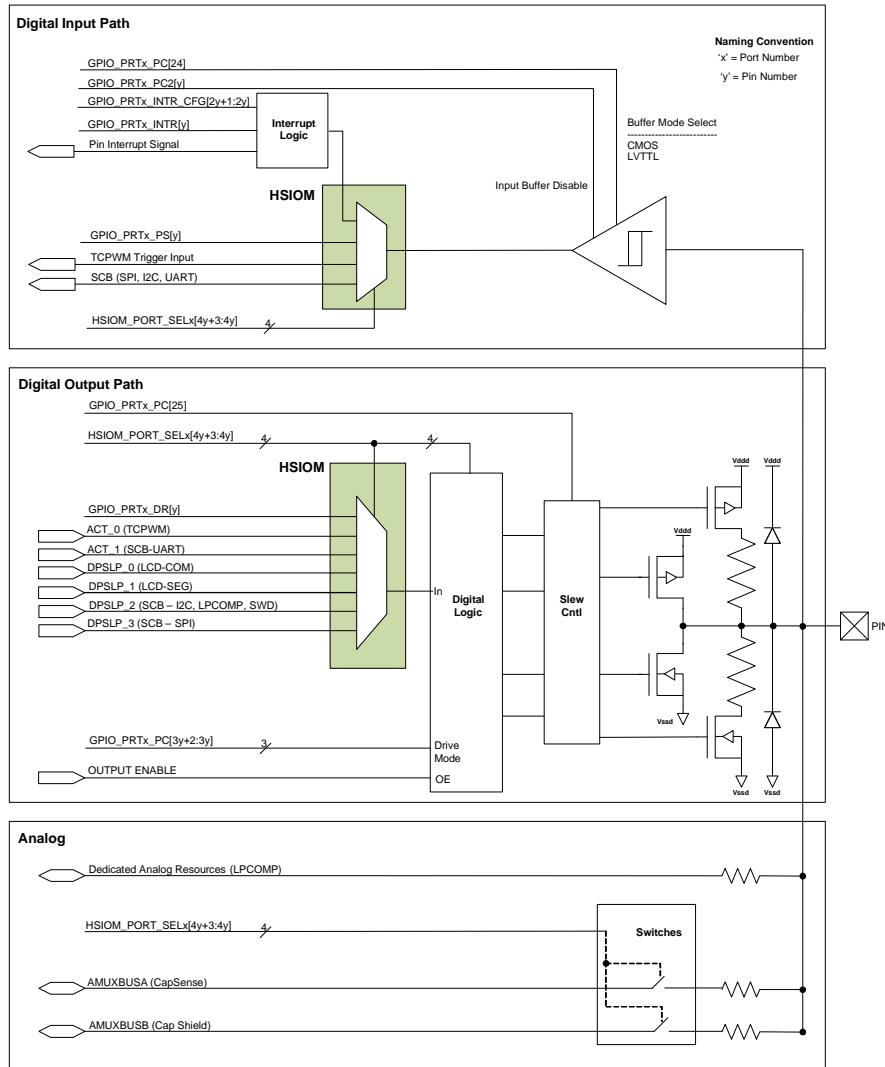 Digital Input Path
Naming Convention
'x' = Port Number
'y' = Pin Number
GPIO_PRTx_PC[24]
GPIO_PRTx_PC2[y]
GPIO_PRTx_INTR_CFG[2y+1:2y]
GPIO_PRTx_INTR[y]
Pin Interrupt Signal
Interrupt
Logic
Buffer Mode Select
--------------------------
CMOS
LVTTL
Input Buffer Disable
HSIOM
GPIO_PRTx_PS[y]
TCPWM Trigger Input
SCB (SPI, I2C, UART)
HSIOM_PORT_SELx[4y+3:4y]
4
Digital Output Path
GPIO_PRTx_PC[25]
HSIOM_PORT_SELx[4y+3:4y]
4
4
HSIOM
GPIO_PRTx_DR[y]
ACT_0 (TCPWM)
ACT_1 (SCB-UART)
DPSLP_0 (LCD-COM)
DPSLP_1 (LCD-SEG)
DPSLP_2 (SCB – I2C, LPCOMP, SWD)
DPSLP_3 (SCB – SPI)
In
Digital
Logic
Slew
Cntl
Vddd
Vddd
Vddd
PIN
Vssd
Vssd
Vssd
GPIO_PRTx_PC[3y+2:3y]
3
Drive
Mode
OUTPUT ENABLE
OE
Analog
Dedicated Analog Resources (LPCOMP)
HSIOM_PORT_SELx[4y+3:4y]
4
Switches
AMUXBUSA (CapSense)
AMUXBUSB (Cap Shield)